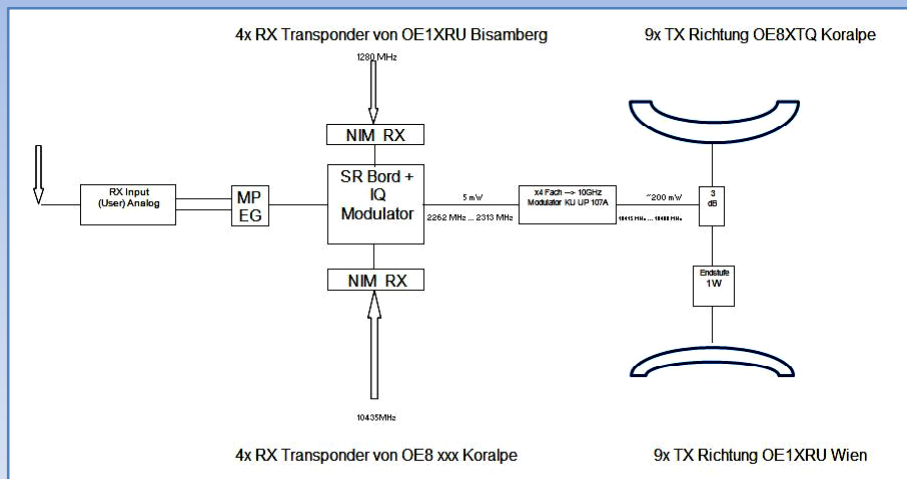 4x RX Transponder von OE1XRU Bisamberg
9x TX Richtung OE8XTQ Koralpe
1280 MHz
NIM RX
RX Input
(User) Analog
MP
EG
SR Bord +
IQ
Modulator
5 mW
2262 MHz ... 2313 MHz
x4 Fach --> 10GHz
Modulator KU UP 107A
~200 mW
3
dB
NIM RX
Endstufe
1W
10435MHz
4x RX Transponder von OE8 xxx Koralpe
9x TX Richtung OE1XRU Wien